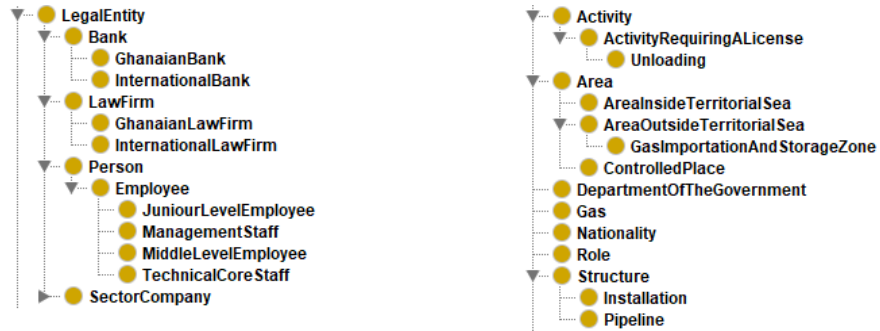 LegalEntity
Bank
GhanaianBank
InternationalBank
LawFirm
GhanaianLawFirm
InternationalLawFirm
Person
Employee
JuniourLevelEmployee
ManagementStaff
MiddleLevelEmployee
TechnicalCoreStaff
SectorCompany
Activity
ActivityRequiringALicense
Unloading
Area
AreaInsideTerritorialSea
AreaOutsideTerritorialSea
GasImportationAndStorageZone
ControlledPlace
DepartmentOfTheGovernment
Gas
Nationality
Role
Structure
Installation
Pipeline